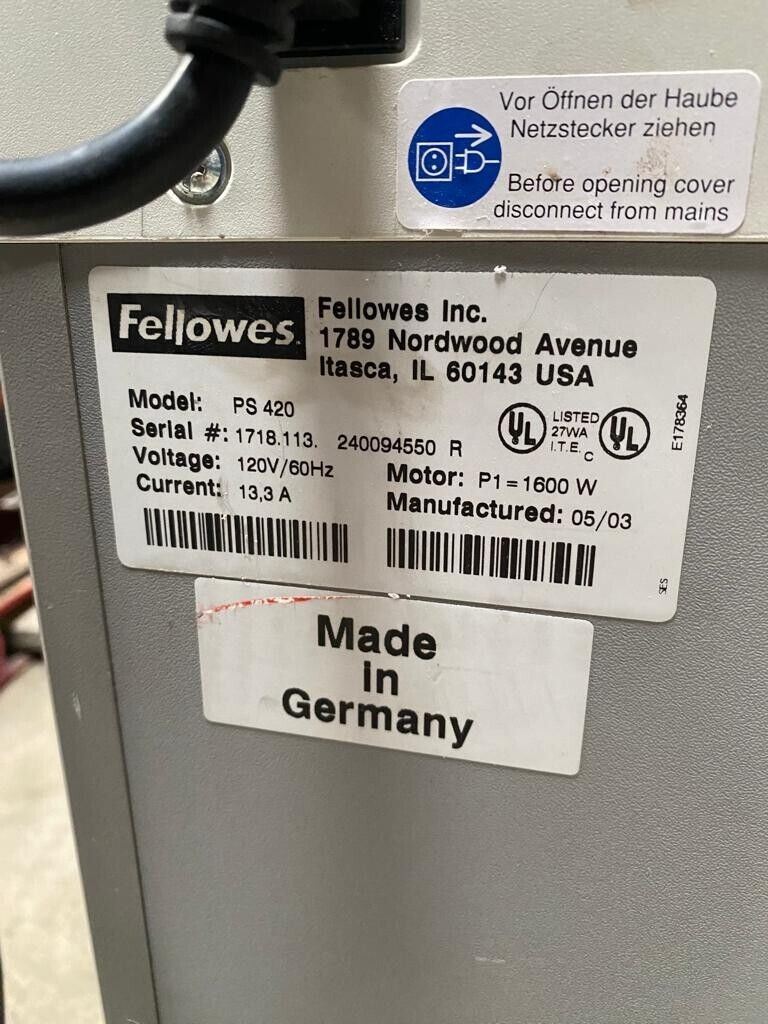 Vor Öffnen der Haube
Netzstecker ziehen
Before opening cover
disconnect from mains
Fellowes.
Fellowes Inc.
1789 Nordwood Avenue
Itasca, IL 60143 USA
Model: PS 420
Serial #: 1718.113. 240094550 R
Voltage: 120V/60Hz
Current: 13,3 A
UL LISTED UL
27WA
I.T.E. C
Motor: P1 = 1600 W
Manufactured: 05/03
E178364
SES
Made
in
Germany